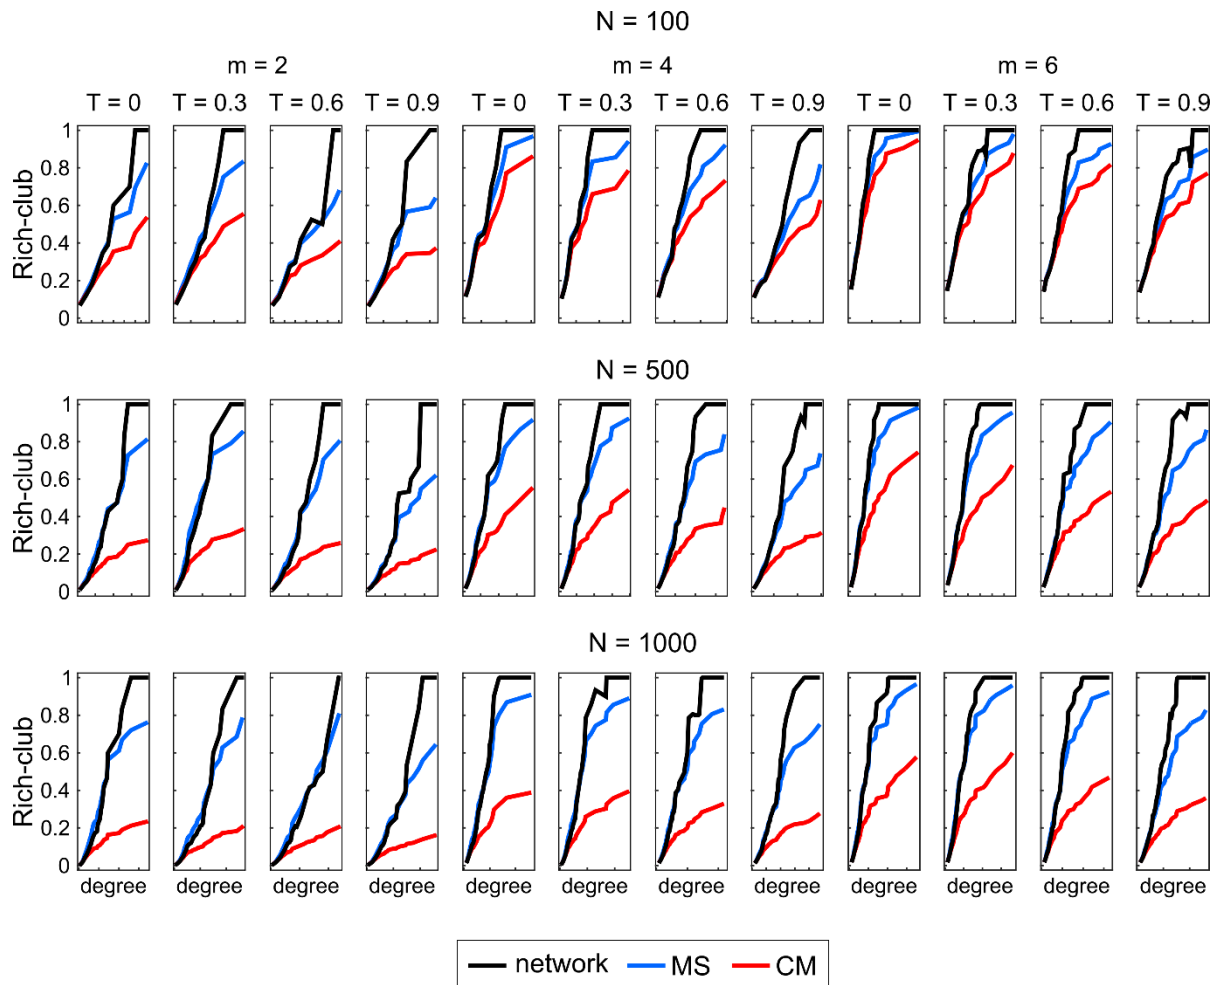 N = 100
m = 2 m = 4 m = 6
T = 0 T = 0.3 T = 0.6 T = 0.9 T = 0 T = 0.3 T = 0.6 T = 0.9 T = 0 T = 0.3 T = 0.6 T = 0.9
1
0.8
0.6
0.4
0.2
0
Rich-club
N = 500
1
0.8
0.6
0.4
0.2
0
Rich-club
N = 1000
1
0.8
0.6
0.4
0.2
0
Rich-club
degree degree degree degree degree degree degree degree degree degree degree degree
network MS CM